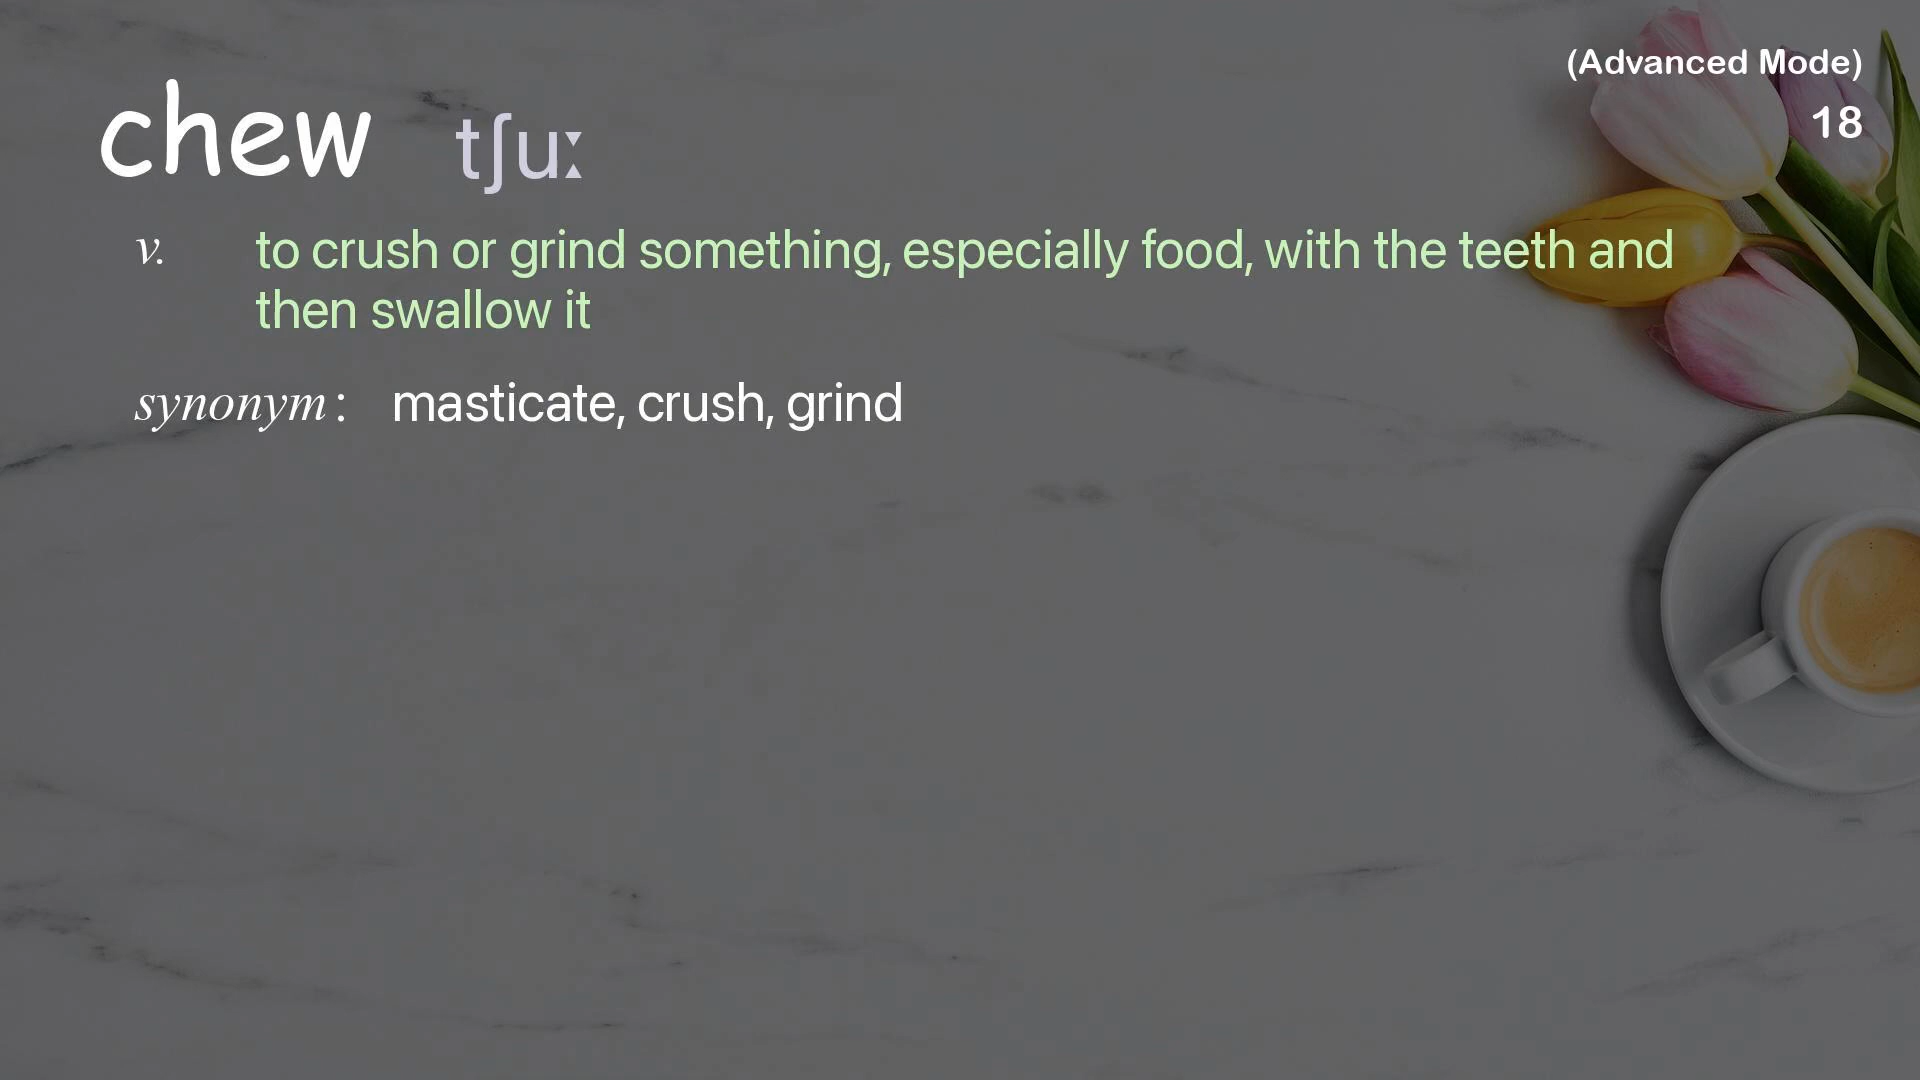 (Advanced Mode)
18
chew tʃuː
v. to crush or grind something, especially food, with the teeth and
then swallow it
synonym: masticate, crush, grind